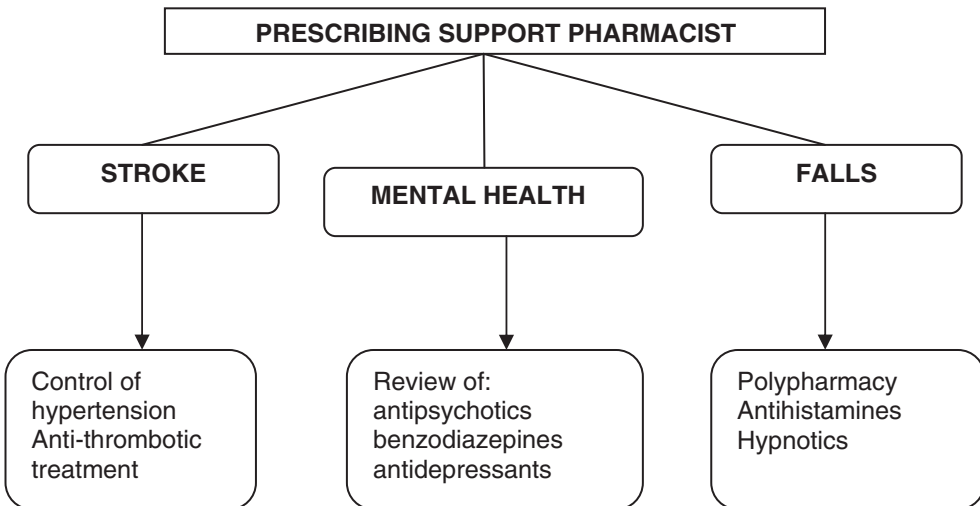 PRESCRIBING SUPPORT PHARMACIST
STROKE
MENTAL HEALTH
FALLS
Control of
hypertension
Anti-thrombotic
treatment
Review of:
antipsychotics
benzodiazepines
antidepressants
Polypharmacy
Antihistamines
Hypnotics